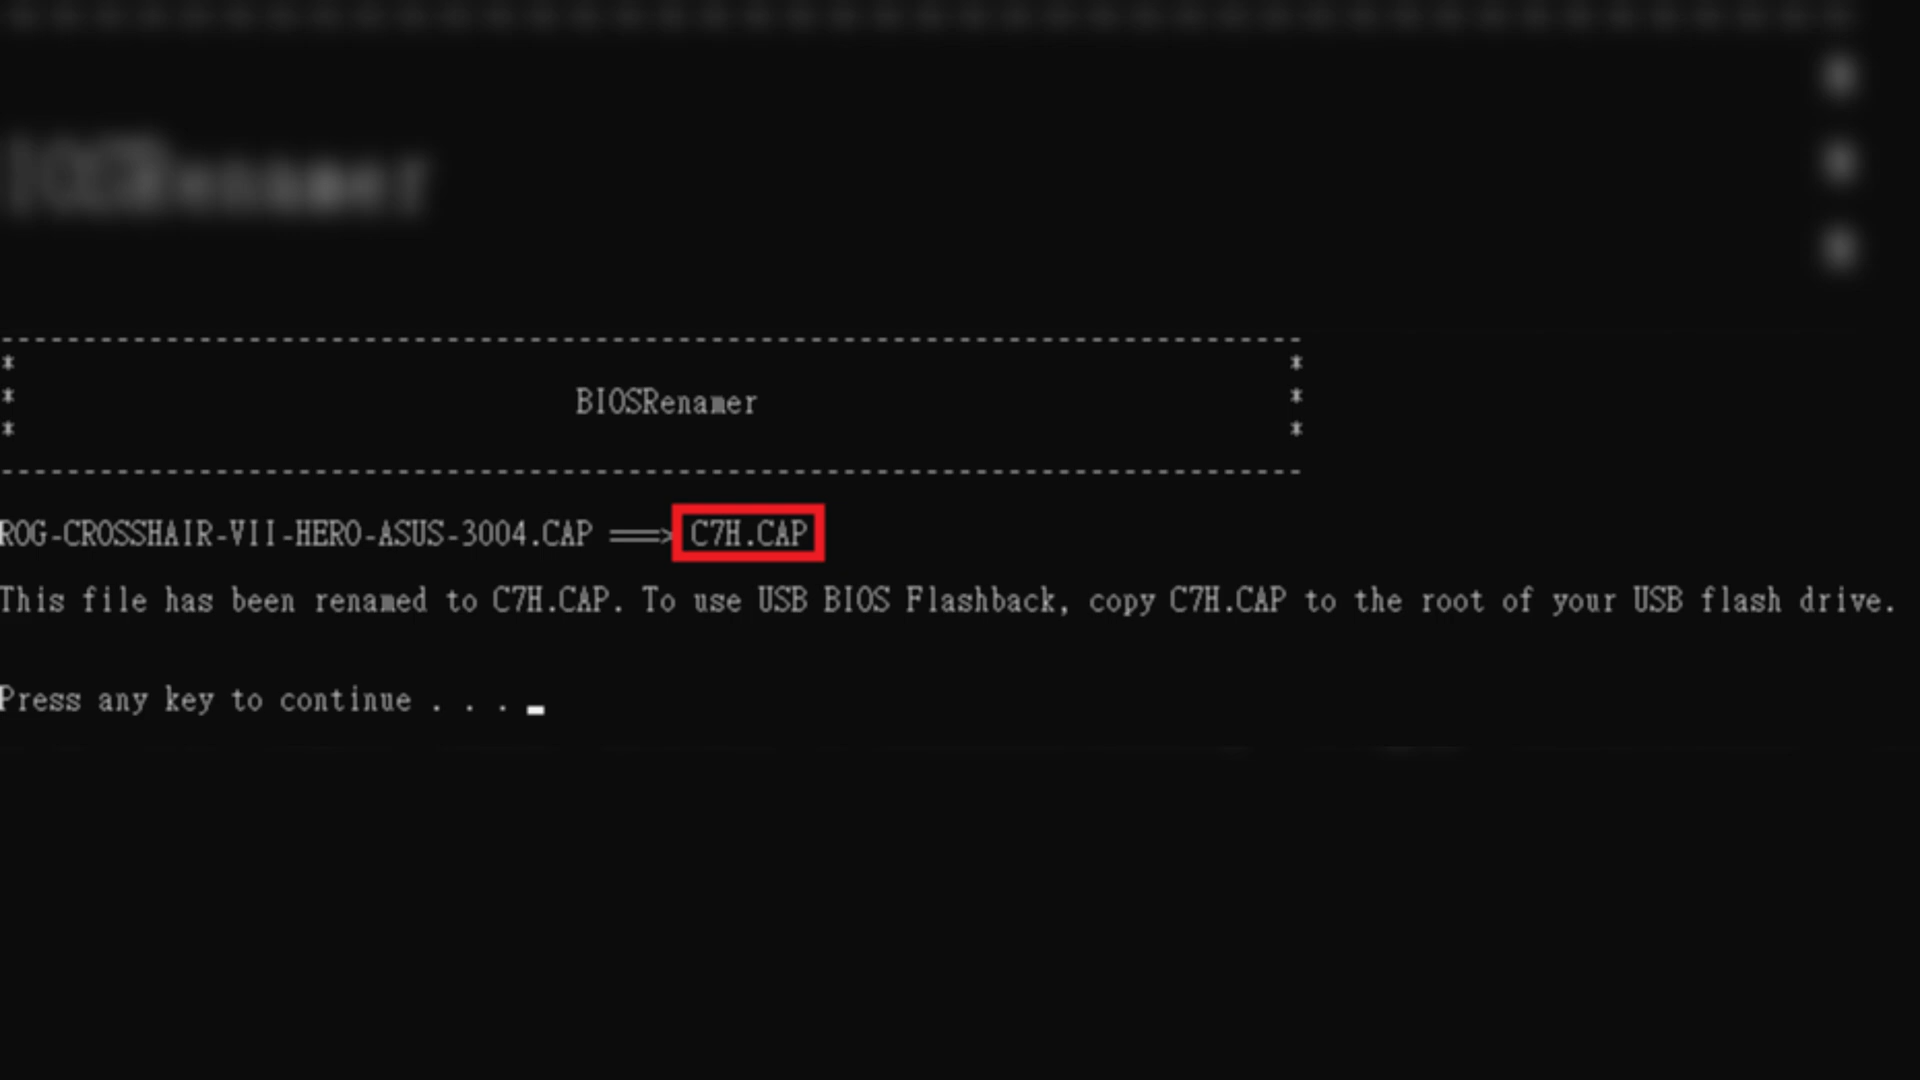 --------------------------------------------------------------------------------
* *
* BIOSRenamer *
* *
--------------------------------------------------------------------------------
ROG-CROSSHAIR-VII-HERO-ASUS-3004.CAP ===> C7H.CAP
This file has been renamed to C7H.CAP. To use USB BIOS Flashback, copy C7H.CAP to the root of your USB flash drive.
Press any key to continue . . .